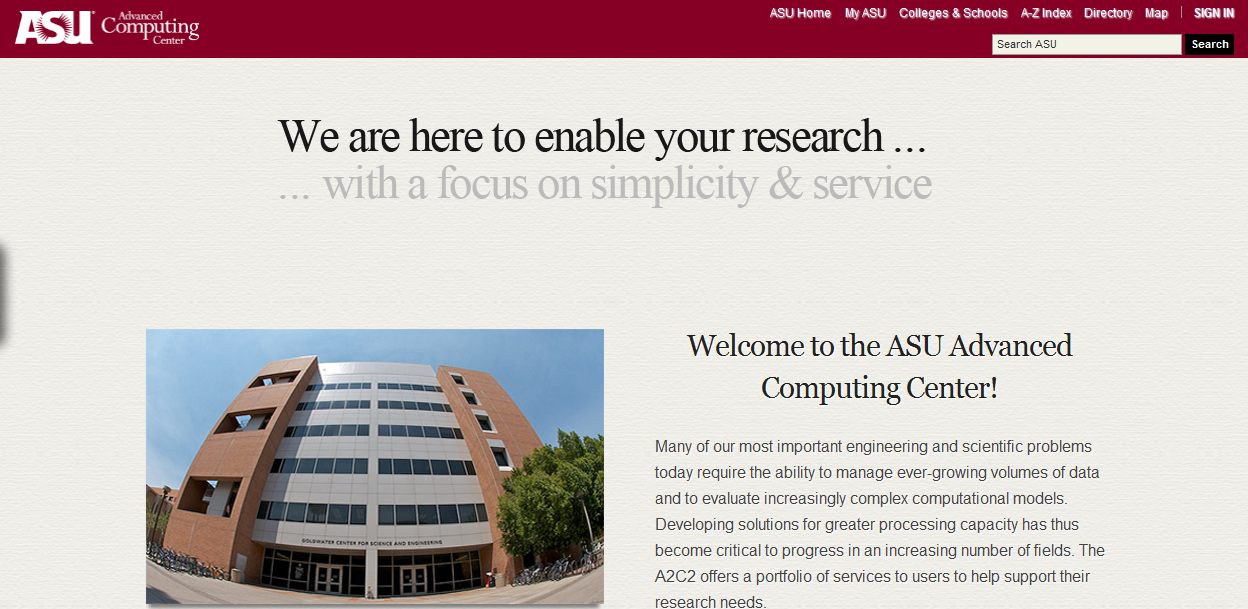 ASU Advanced
Computing
Center
ASU Home My ASU Colleges & Schools A-Z Index Directory Map SIGN IN
Search ASU Search
We are here to enable your research ...
... with a focus on simplicity & service
GOLDWATER CENTER FOR SCIENCE AND ENGINEERING
Welcome to the ASU Advanced
Computing Center!
Many of our most important engineering and scientific problems
today require the ability to manage ever-growing volumes of data
and to evaluate increasingly complex computational models.
Developing solutions for greater processing capacity has thus
become critical to progress in an increasing number of fields. The
A2C2 offers a portfolio of services to users to help support their
research needs.